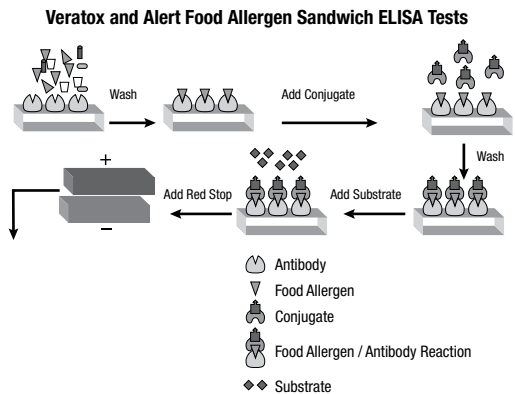 Veratox and Alert Food Allergen Sandwich ELISA Tests
Wash
Add Conjugate
Wash
Add Substrate
Add Red Stop
+
–
Antibody
Food Allergen
Conjugate
Food Allergen / Antibody Reaction
Substrate